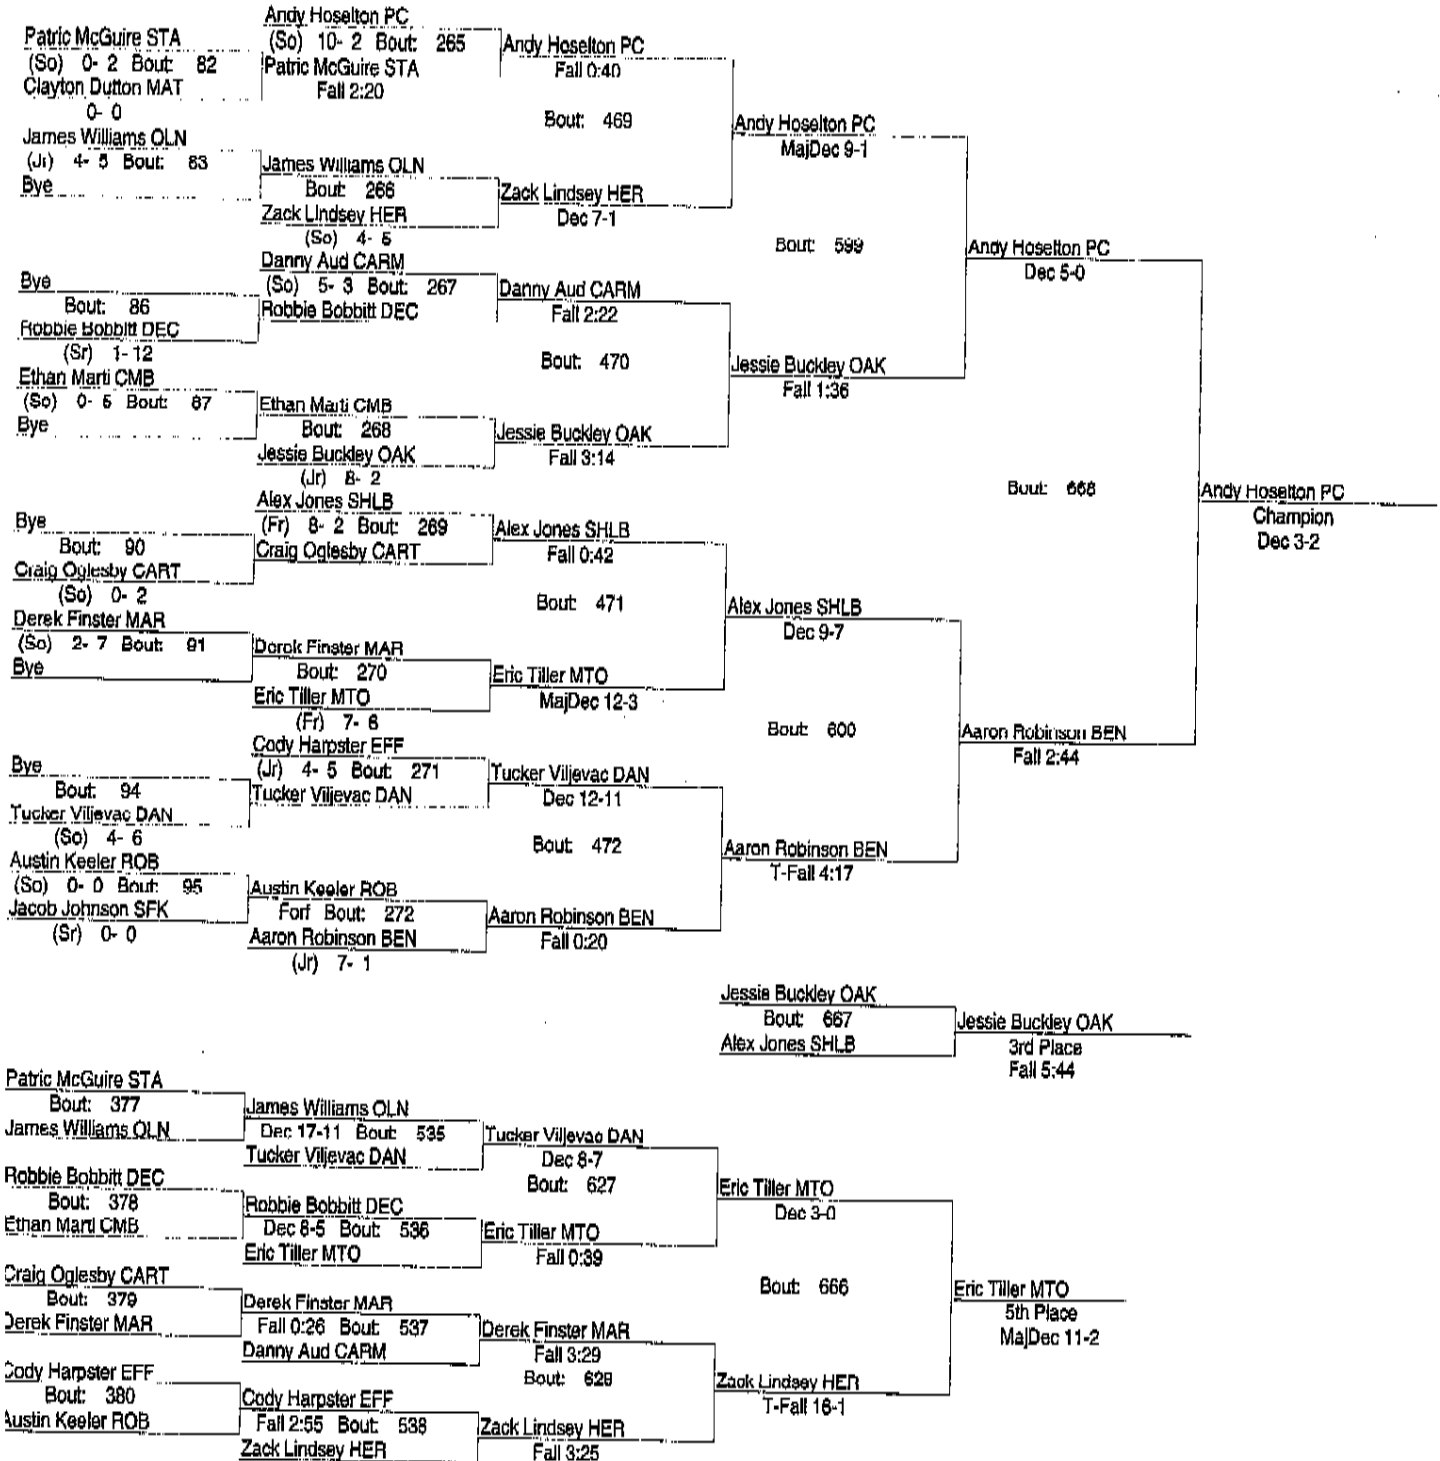 Patric McGuire STA
(So) 0- 2 Bout: 82
Clayton Dutton MAT
0- 0
James Williams OLN
(Jr) 4- 5 Bout: 83
Bye
Bye
Bout: 86
Robbie Bobbitt DEC
(Sr) 1- 12
Ethan Marti CMB
(So) 0- 5 Bout: 87
Bye
Bye
Bout: 90
Craig Oglesby CART
(So) 0- 2
Derek Finster MAR
(So) 2- 7 Bout: 91
Bye
Bye
Bout: 94
Tucker Viljevac DAN
(So) 4- 6
Austin Keeler ROB
(So) 0- 0 Bout: 95
Jacob Johnson SFK
(Sr) 0- 0
Andy Hoselton PC
(So) 10- 2 Bout: 265
Patric McGuire STA
Fall 2:20
James Williams OLN
Bout: 266
Zack Lindsey HER
(So) 4- 5
Danny Aud CARM
(So) 5- 3 Bout: 267
Robbie Bobbitt DEC
Ethan Marti CMB
Bout: 268
Jessie Buckley OAK
(Jr) 8- 2
Alex Jones SHLB
(Fr) 8- 2 Bout: 269
Craig Oglesby CART
Derek Finster MAR
Bout: 270
Eric Tiller MTO
(Fr) 7- 6
Cody Harpster EFF
(Jr) 4- 5 Bout: 271
Tucker Viljevac DAN
Austin Keeler ROB
Forf Bout: 272
Aaron Robinson BEN
(Jr) 7- 1
Andy Hoselton PC
Fall 0:40
Bout: 469
Zack Lindsey HER
Dec 7-1
Danny Aud CARM
Fall 2:22
Bout: 470
Jessie Buckley OAK
Fall 3:14
Alex Jones SHLB
Fall 0:42
Bout: 471
Eric Tiller MTO
MajDec 12-3
Tucker Viljevac DAN
Dec 12-11
Bout: 472
Aaron Robinson BEN
Fall 0:20
Andy Hoselton PC
MajDec 9-1
Bout: 599
Jessie Buckley OAK
Fall 1:36
Alex Jones SHLB
Dec 9-7
Bout: 600
Aaron Robinson BEN
T-Fall 4:17
Andy Hoselton PC
Dec 5-0
Bout: 668
Aaron Robinson BEN
Fall 2:44
Andy Hoselton PC
Champion
Dec 3-2
Jessie Buckley OAK
Bout: 667
Alex Jones SHLB
Jessie Buckley OAK
3rd Place
Fall 5:44
Patric McGuire STA
Bout: 377
James Williams OLN
Robbie Bobbitt DEC
Bout: 378
Ethan Marti CMB
Craig Oglesby CART
Bout: 379
Derek Finster MAR
Cody Harpster EFF
Bout: 380
Austin Keeler ROB
James Williams OLN
Dec 17-11 Bout: 535
Tucker Viljevac DAN
Robbie Bobbitt DEC
Dec 8-5 Bout: 536
Eric Tiller MTO
Derek Finster MAR
Fall 0:26 Bout: 537
Danny Aud CARM
Cody Harpster EFF
Fall 2:55 Bout: 538
Zack Lindsey HER
Tucker Viljevac DAN
Dec 8-7
Bout: 627
Eric Tiller MTO
Fall 0:39
Derek Finster MAR
Fall 3:29
Bout: 628
Zack Lindsey HER
Fall 3:25
Eric Tiller MTO
Dec 3-0
Bout: 666
Zack Lindsey HER
T-Fall 16-1
Eric Tiller MTO
5th Place
MajDec 11-2